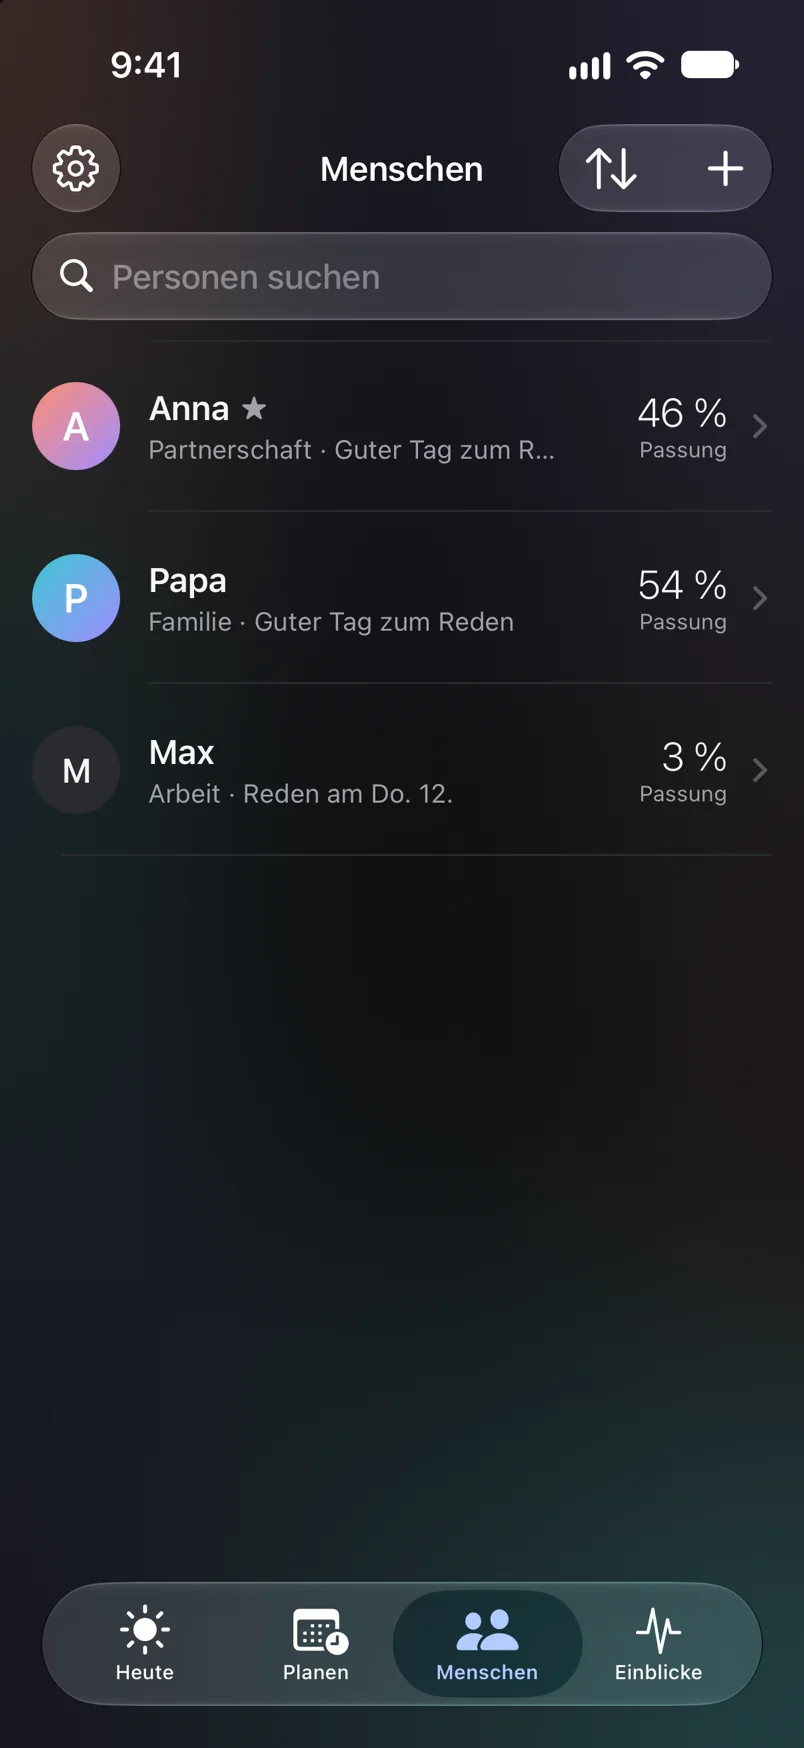 9:41
Menschen
Personen suchen
A
Anna
46 %
Partnerschaft · Guter Tag zum R...
Passung
P
Papa
54 %
Familie · Guter Tag zum Reden
Passung
M
Max
3 %
Arbeit · Reden am Do. 12.
Passung
Heute
Planen
Menschen
Einblicke